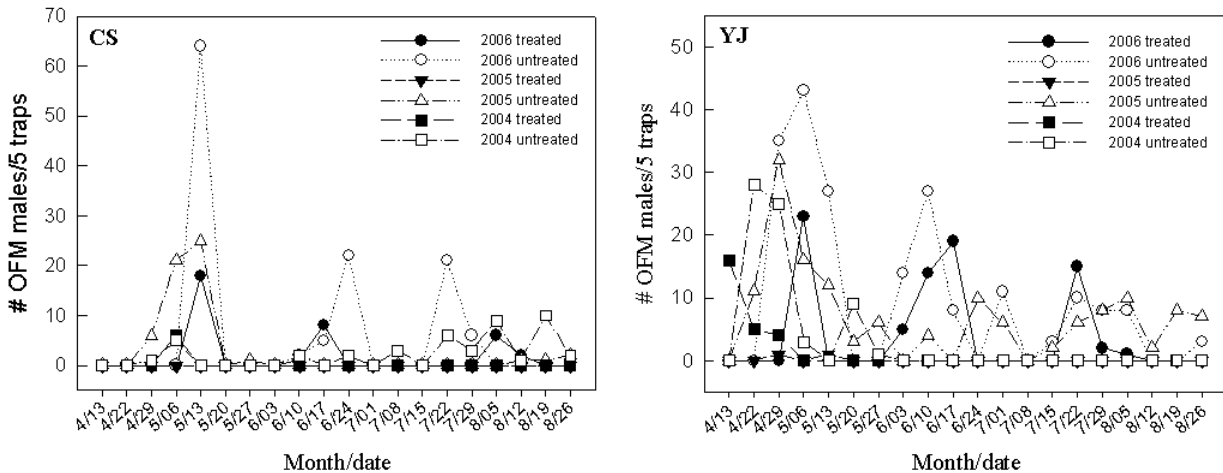 CS
# OFM males/5 traps
70
60
50
40
30
20
10
0
2006 treated
2006 untreated
2005 treated
2005 untreated
2004 treated
2004 untreated
4/13 4/22 4/29 5/06 5/13 5/20 5/27 6/03 6/10 6/17 6/24 7/01 7/08 7/15 7/22 7/29 8/05 8/12 8/19 8/26
Month/date
YJ
# OFM males/5 traps
50
40
30
20
10
0
2006 treated
2006 untreated
2005 treated
2005 untreated
2004 treated
2004 untreated
4/13 4/22 4/29 5/06 5/13 5/20 5/27 6/03 6/10 6/17 6/24 7/01 7/08 7/15 7/22 7/29 8/05 8/12 8/19 8/26
Month/date